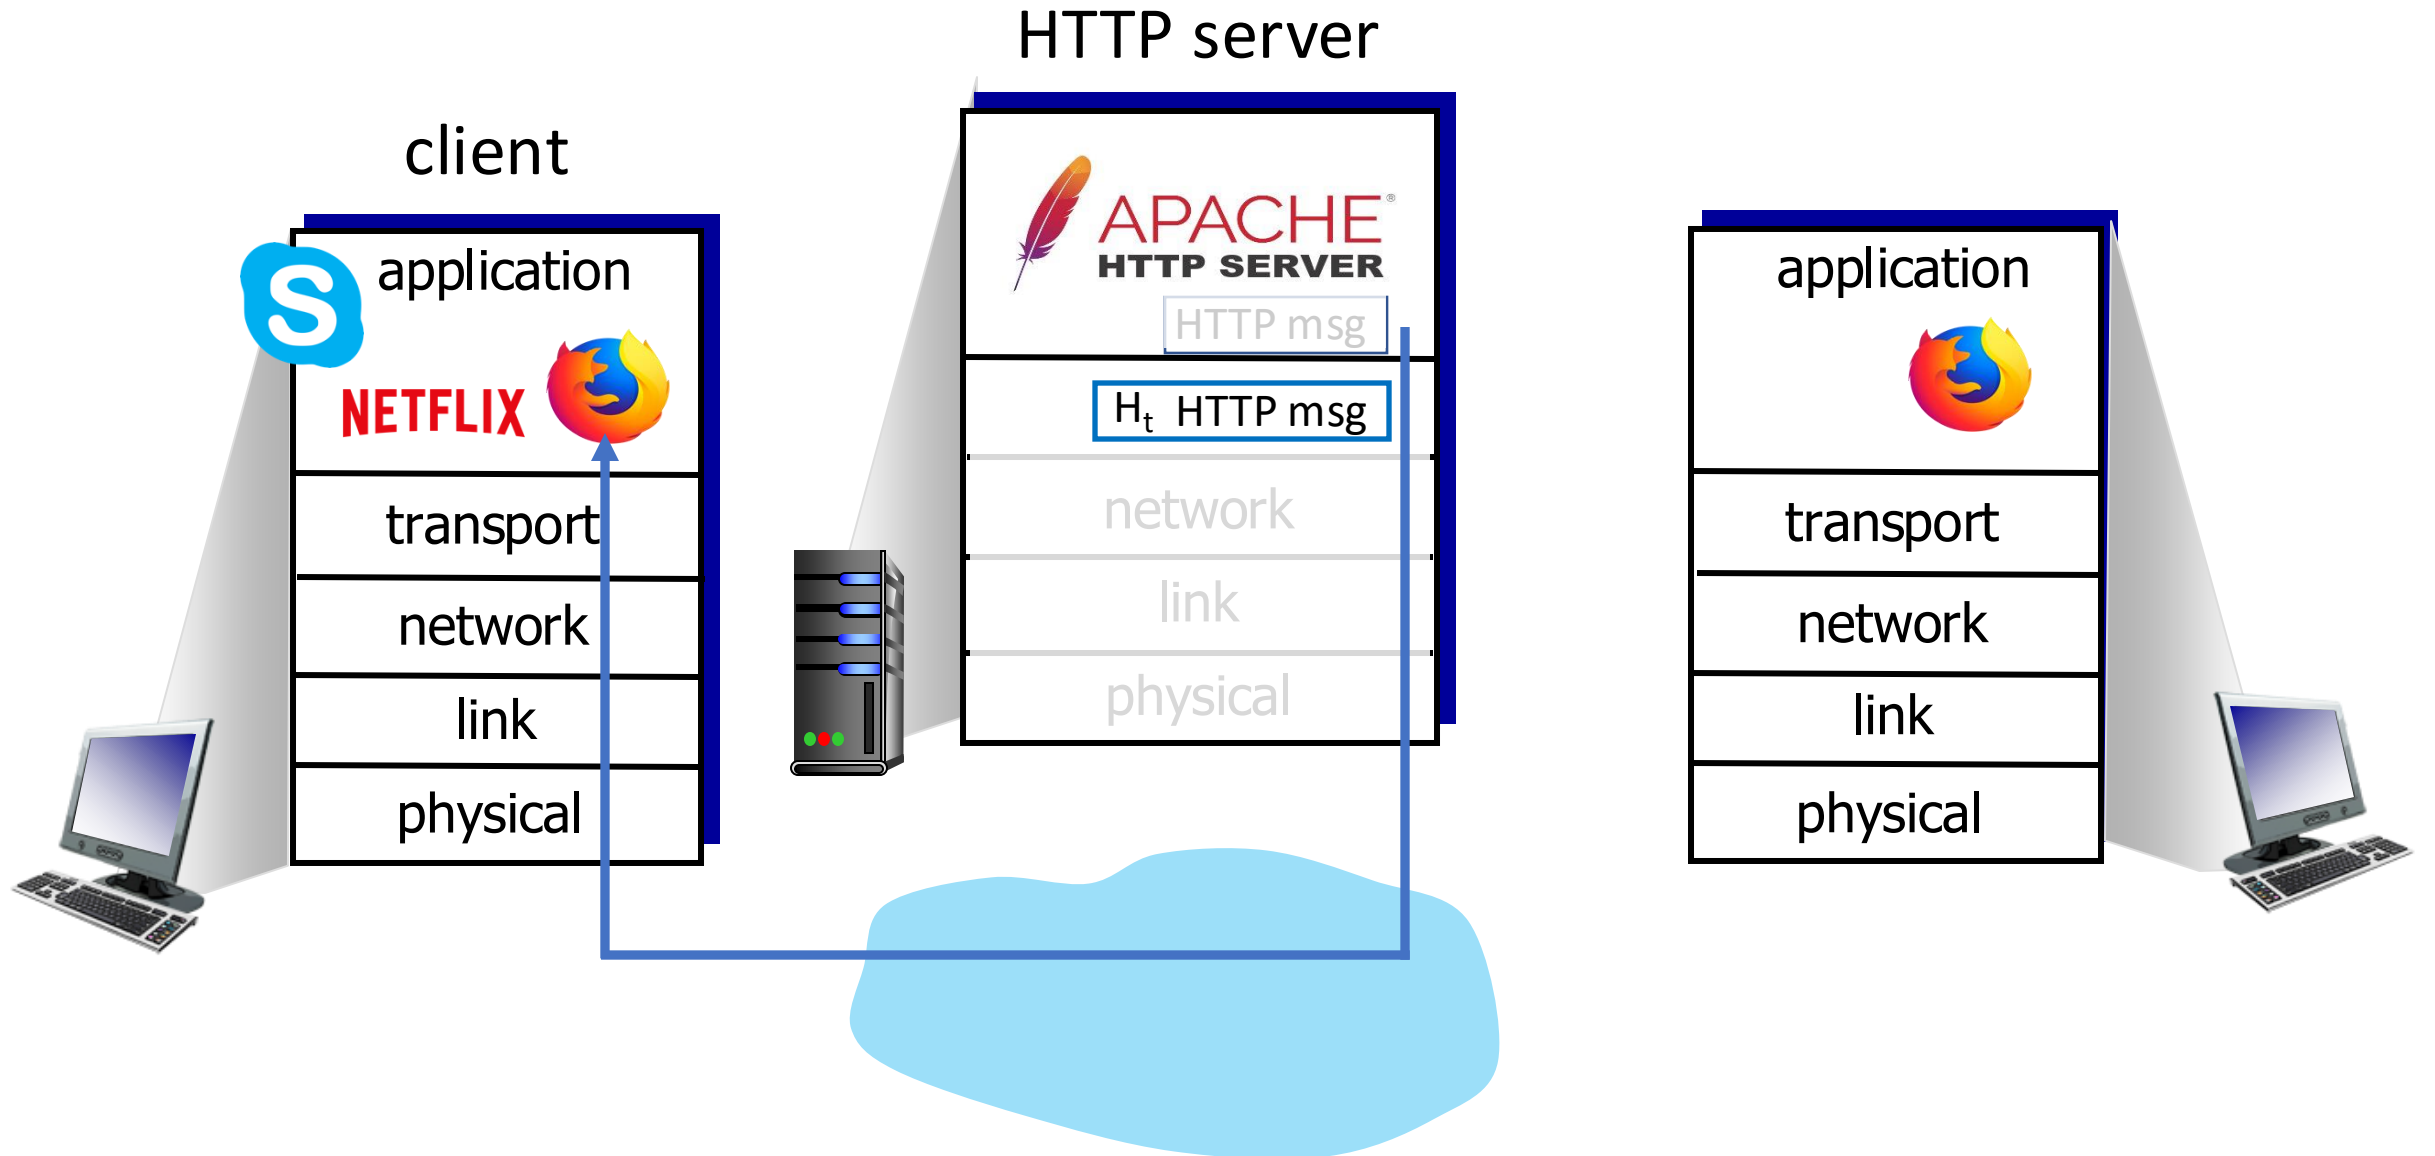 HTTP server
client
application
NETFLIX
transport
network
link
physical
APACHE®
HTTP SERVER
HTTP msg
Ht HTTP msg
network
link
physical
application
transport
network
link
physical